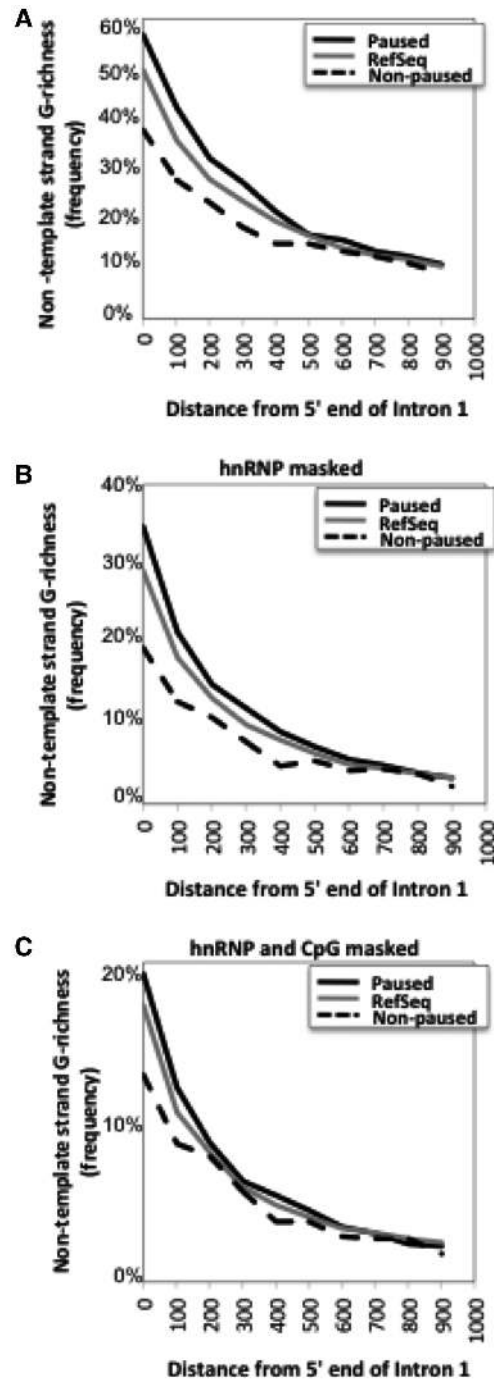 A
Non -template strand G-richness
(frequency)
60%
50%
40%
30%
20%
10%
0%
Paused
RefSeq
Non-paused
0
100
200
300
400
500
600
700
800
900
1000
Distance from 5' end of Intron 1
B
hnRNP masked
Non-template strand G-richness
(frequency)
40%
30%
20%
10%
0%
Paused
RefSeq
Non-paused
0
100
200
300
400
500
600
700
800
900
1000
Distance from 5' end of Intron 1
C
hnRNP and CpG masked
Non-template strand G-richness
(frequency)
20%
10%
0%
Paused
RefSeq
Non-paused
0
100
200
300
400
500
600
700
800
900
1000
Distance from 5' end of Intron 1